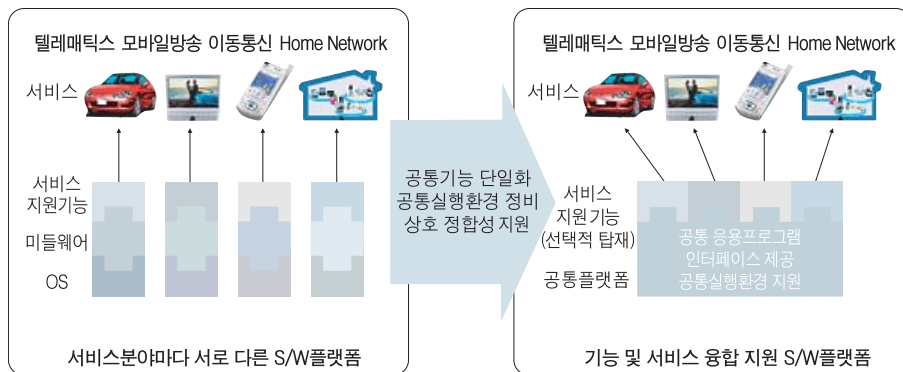 텔레매틱스 모바일방송 이동통신 Home Network
서비스
서비스
지원기능
미들웨어
OS
서비스분야마다 서로 다른 S/W플랫폼
공통기능 단일화
공통실행환경 정비
상호 정합성 지원
텔레매틱스 모바일방송 이동통신 Home Network
서비스
서비스
지원기능
(선택적 탑재)
공통플랫폼
공통 응용프로그램
인터페이스 제공
공통실행환경 지원
기능 및 서비스 융합 지원 S/W플랫폼